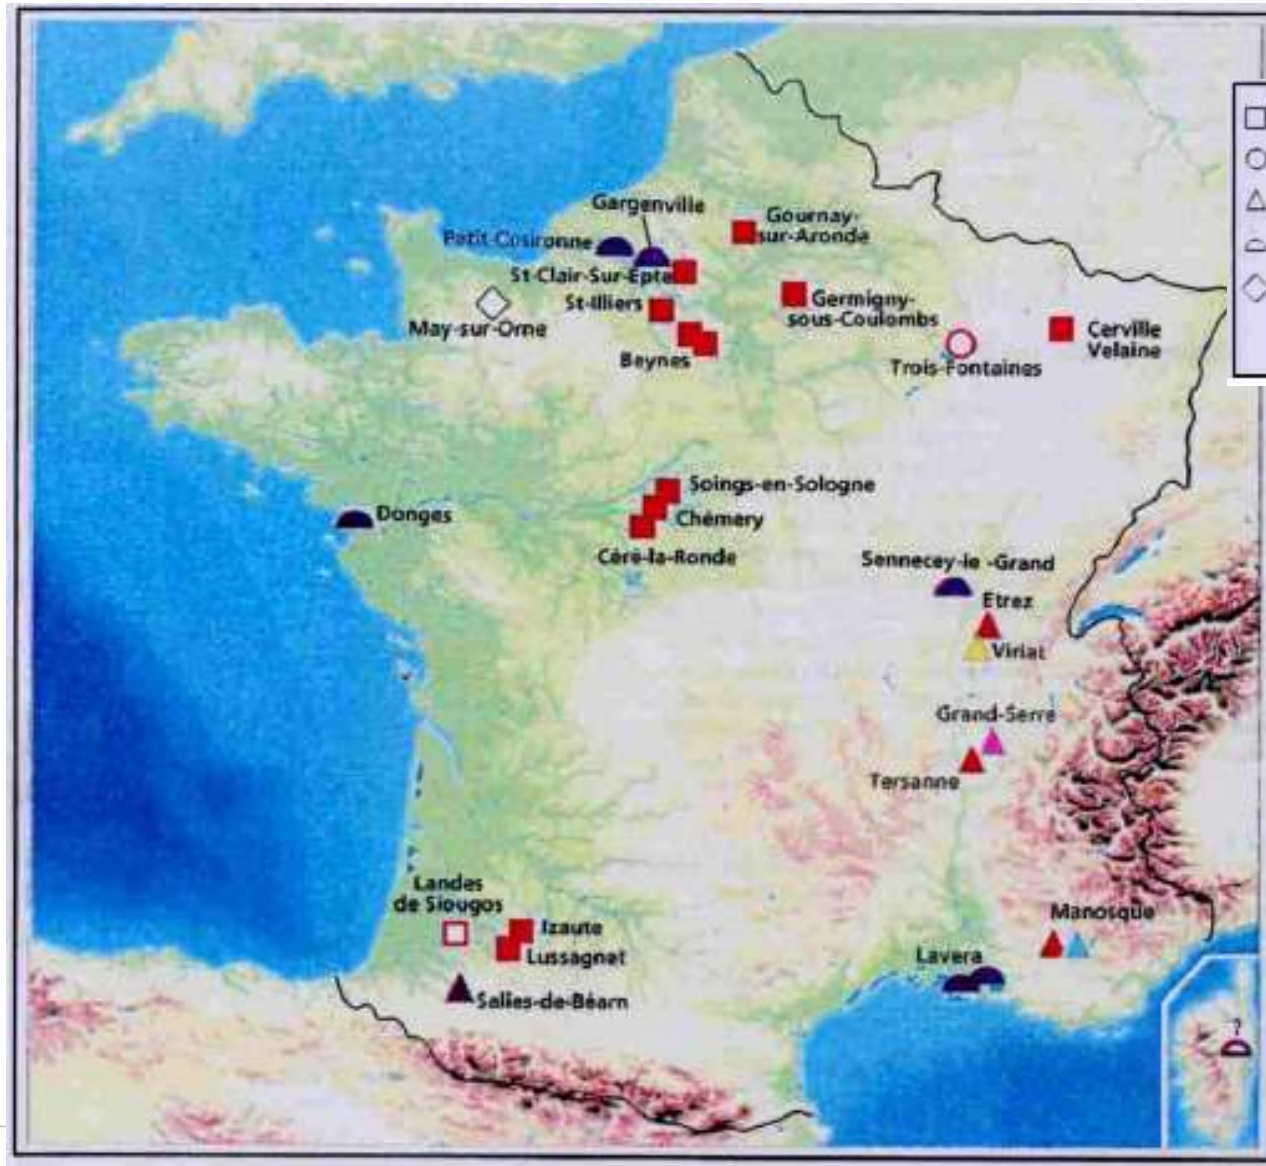 Gargenville
Gournay-
sur-Aronde
Petit-Couronne
St-Clair-Sur-Epte
St-Illiers
Germigny-
sous-Coulombs
May-sur-Orne
Cerville
Velaine
Beynes
Trois-Fontaines
Soings-en-Sologne
Donges
Chémery
Céré-la-Ronde
Sennecey-le -Grand
Etrez
Viriat
Grand-Serre
Tersanne
Landes
de Siougos
Izaute
Lussagnet
Manosque
Lavera
Salies-de-Béarn
?